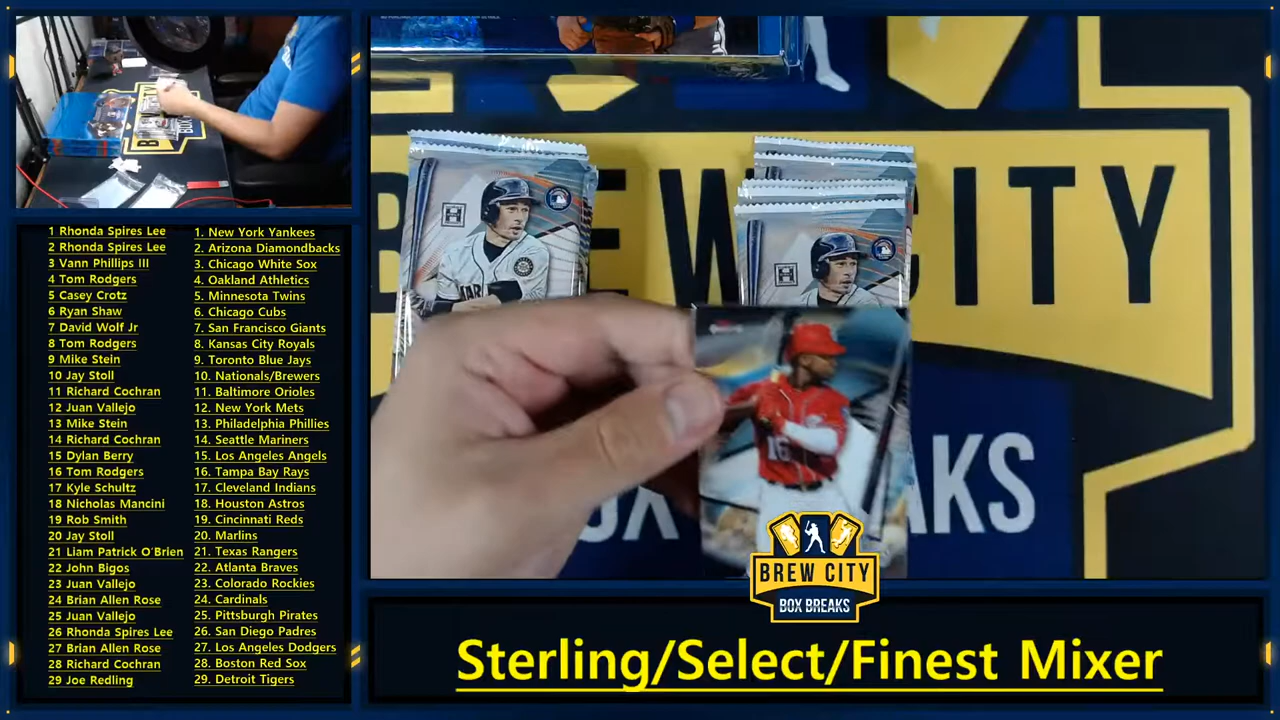 BREW CITY
BOX BREAKS
16
1 Rhonda Spires Lee
2 Rhonda Spires Lee
3 Vann Phillips III
4 Tom Rodgers
5 Casey Crotz
6 Ryan Shaw
7 David Wolf Jr
8 Tom Rodgers
9 Mike Stein
10 Jay Stoll
11 Richard Cochran
12 Juan Vallejo
13 Mike Stein
14 Richard Cochran
15 Dylan Berry
16 Tom Rodgers
17 Kyle Schultz
18 Nicholas Mancini
19 Rob Smith
20 Jay Stoll
21 Liam Patrick O'Brien
22 John Bigos
23 Juan Vallejo
24 Brian Allen Rose
25 Juan Vallejo
26 Rhonda Spires Lee
27 Brian Allen Rose
28 Richard Cochran
29 Joe Redling
1. New York Yankees
2. Arizona Diamondbacks
3. Chicago White Sox
4. Oakland Athletics
5. Minnesota Twins
6. Chicago Cubs
7. San Francisco Giants
8. Kansas City Royals
9. Toronto Blue Jays
10. Nationals/Brewers
11. Baltimore Orioles
12. New York Mets
13. Philadelphia Phillies
14. Seattle Mariners
15. Los Angeles Angels
16. Tampa Bay Rays
17. Cleveland Indians
18. Houston Astros
19. Cincinnati Reds
20. Marlins
21. Texas Rangers
22. Atlanta Braves
23. Colorado Rockies
24. Cardinals
25. Pittsburgh Pirates
26. San Diego Padres
27. Los Angeles Dodgers
28. Boston Red Sox
29. Detroit Tigers
BREW CITY
BOX BREAKS
Sterling/Select/Finest Mixer